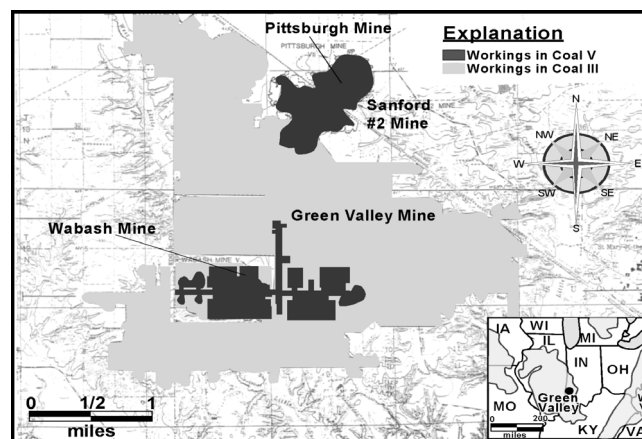 Pittsburgh Mine
PITTSBURGH MINE
Sanford
#2 Mine
Explanation
Workings in Coal V
Workings in Coal III
N
NW
NE
W
E
SW
SE
S
Green Valley Mine
Wabash Mine
WABASH MINE V
0 1/2 1
miles
IA
WI
IL
MI
IN
OH
MO
Green
Valley
KY
VA
0 200
miles